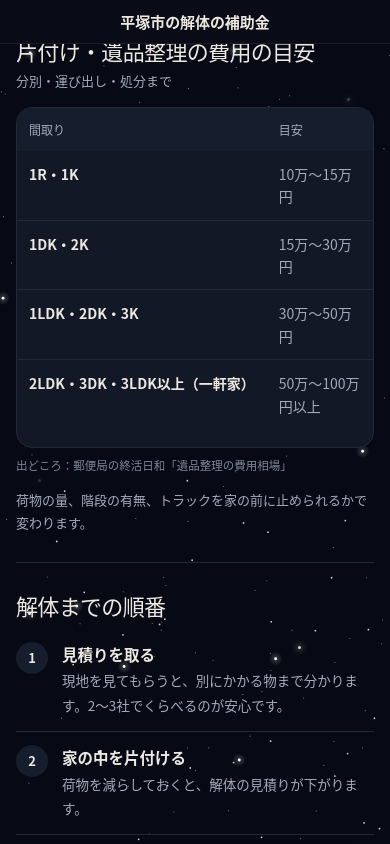 平塚市の解体の補助金
片付け・遺品整理の費用の目安
分別・運び出し・処分まで
間取り 目安
1R・1K 10万〜15万
円
1DK・2K 15万〜30万
円
1LDK・2DK・3K 30万〜50万
円
2LDK・3DK・3LDK以上（一軒家） 50万〜100万
円以上
出どころ：郵便局の終活日和「遺品整理の費用相場」
荷物の量、階段の有無、トラックを家の前に止められるかで
変わります。
解体までの順番
1 見積りを取る
現地を見てもらうと、別にかかる物まで分かりま
す。2〜3社でくらべるのが安心です。
2 家の中を片付ける
荷物を減らしておくと、解体の見積りが下がりま
す。